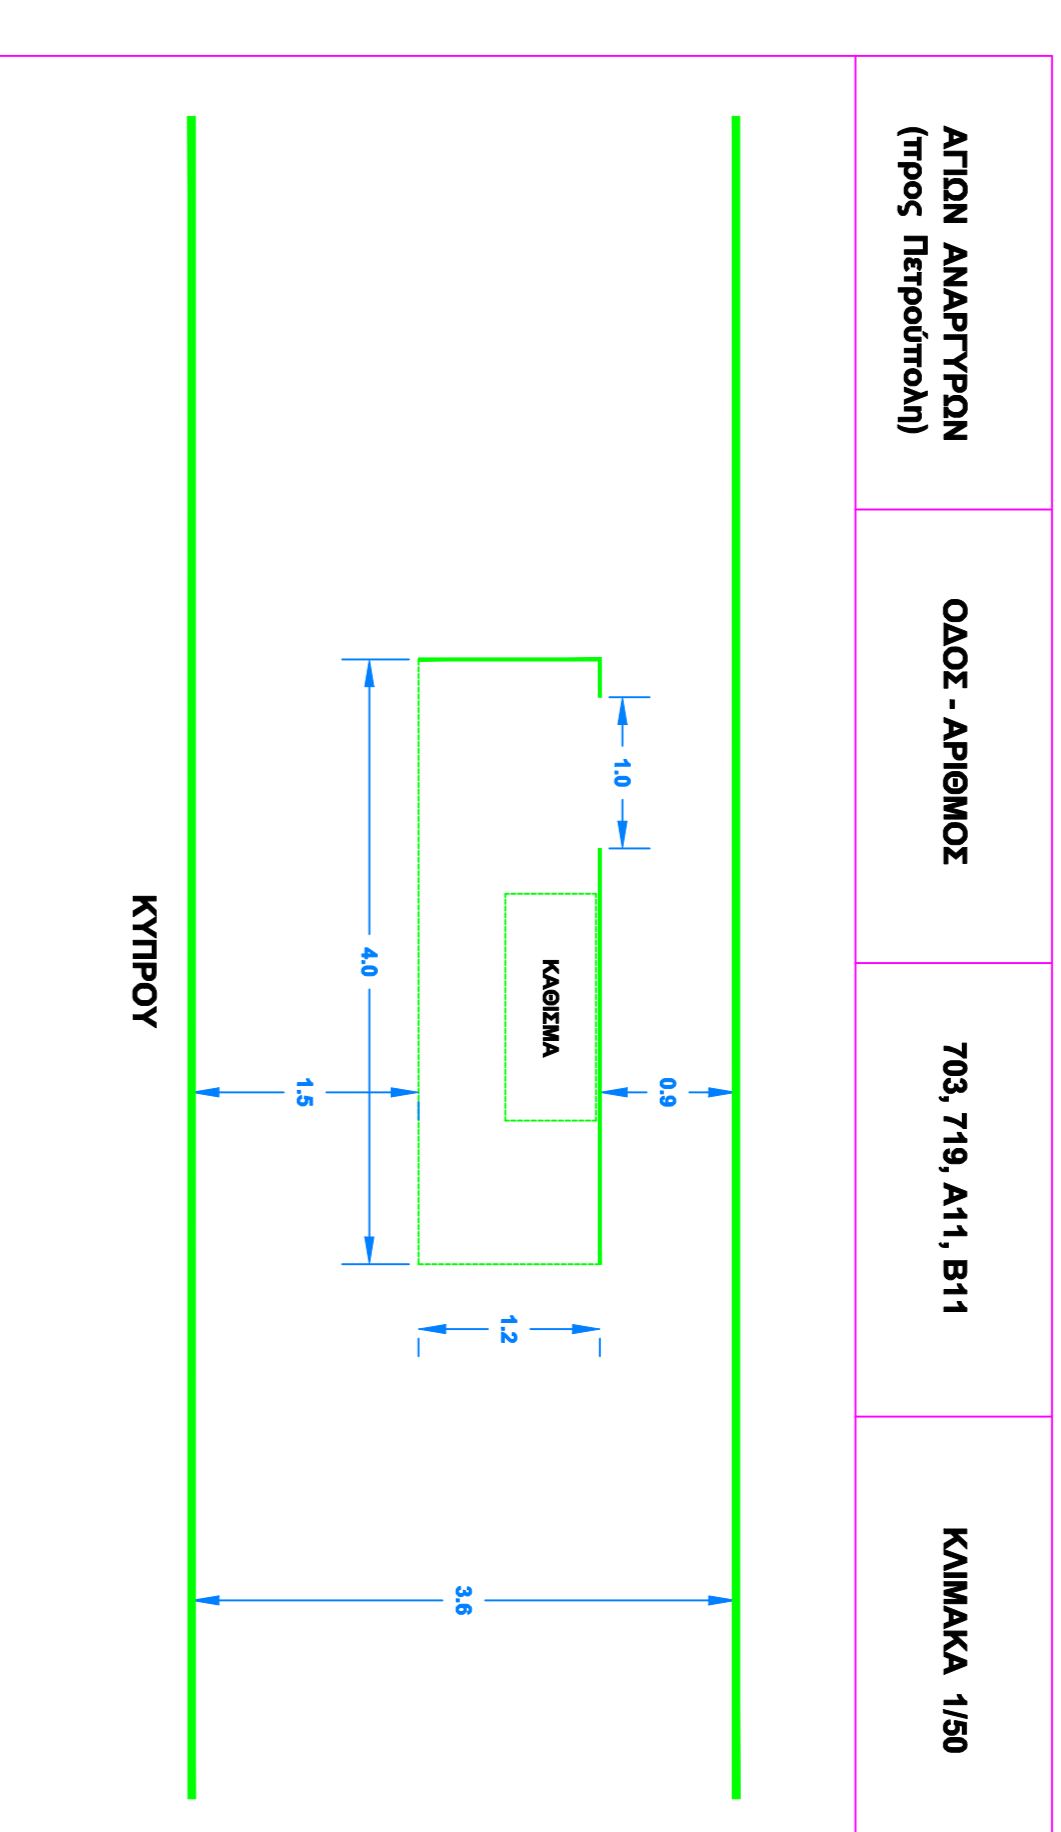 ΑΓΙΩΝ ΑΝΑΡΓΥΡΩΝ
(προς Πετρούπολη)
ΟΔΟΣ - ΑΡΙΘΜΟΣ
703, 719, Α11, Β11
ΚΛΙΜΑΚΑ 1/50
1.0
0.9
ΚΑΘΙΣΜΑ
1.2
3.6
4.0
1.5
ΚΥΠΡΟΥ